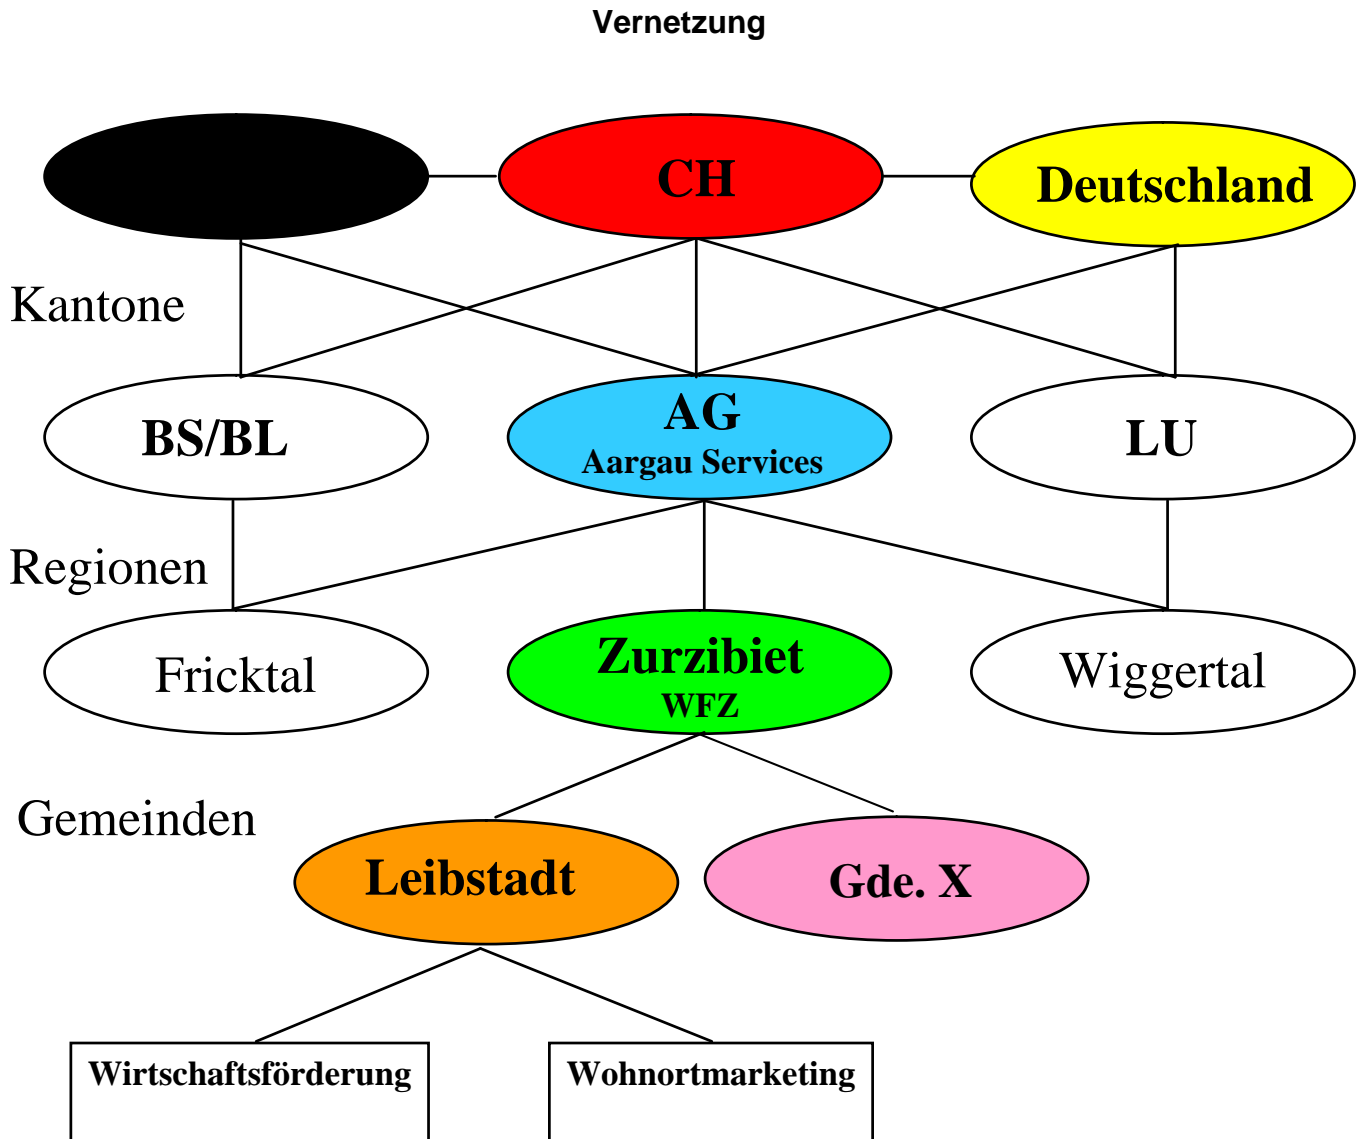 Vernetzung
CH
Deutschland
Kantone
BS/BL
AG
Aargau Services
LU
Regionen
Fricktal
Zurzibiet
WFZ
Wiggertal
Gemeinden
Leibstadt
Gde. X
Wirtschaftsförderung
Wohnortmarketing